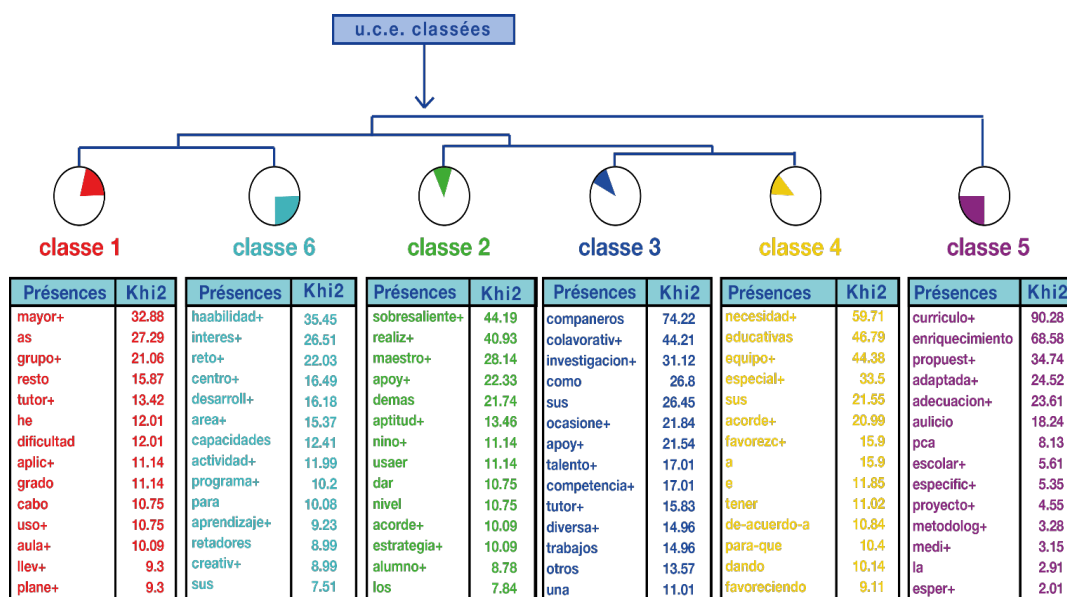 u.c.e. classées
classe 1
classe 6
classe 2
classe 3
classe 4
classe 5
Présences Khi2
mayor+ 32.88
as 27.29
grupo+ 21.06
resto 15.87
tutor+ 13.42
he 12.01
dificultad 12.01
aplic+ 11.14
grado 11.14
cabo 10.75
uso+ 10.75
aula+ 10.09
llev+ 9.3
plane+ 9.3
Présences Khi2
haabilidad+ 35.45
interes+ 26.51
reto+ 22.03
centro+ 16.49
desarroll+ 16.18
area+ 15.37
capacidades 12.41
actividad+ 11.99
programa+ 10.2
para 10.08
aprendizaje+ 9.23
retadores 8.99
creativ+ 8.99
sus 7.51
Présences Khi2
sobresaliente+ 44.19
realiz+ 40.93
maestro+ 28.14
apoy+ 22.33
demas 21.74
aptitud+ 13.46
nino+ 11.14
usaer 11.14
dar 10.75
nivel 10.75
acorde+ 10.09
estrategia+ 10.09
alumno+ 8.78
los 7.84
Présences Khi2
companeros 74.22
colavorativ+ 44.21
investigacion+ 31.12
como 26.8
sus 26.45
ocasione+ 21.84
apoy+ 21.54
talento+ 17.01
competencia+ 17.01
tutor+ 15.83
diversa+ 14.96
trabajos 14.96
otros 13.57
una 11.01
Présences Khi2
necesidad+ 59.71
educativas 46.79
equipo+ 44.38
especial+ 33.5
sus 21.55
acorde+ 20.99
favorezc+ 15.9
a 15.9
e 11.85
tener 11.02
de-acuerdo-a 10.84
para-que 10.4
dando 10.14
favoreciendo 9.11
Présences Khi2
curriculo+ 90.28
enriquecimiento 68.58
propuest+ 34.74
adaptada+ 24.52
adecuacion+ 23.61
aulicio 18.24
pca 8.13
escolar+ 5.61
especific+ 5.35
proyecto+ 4.55
metodolog+ 3.28
medi+ 3.15
la 2.91
esper+ 2.01